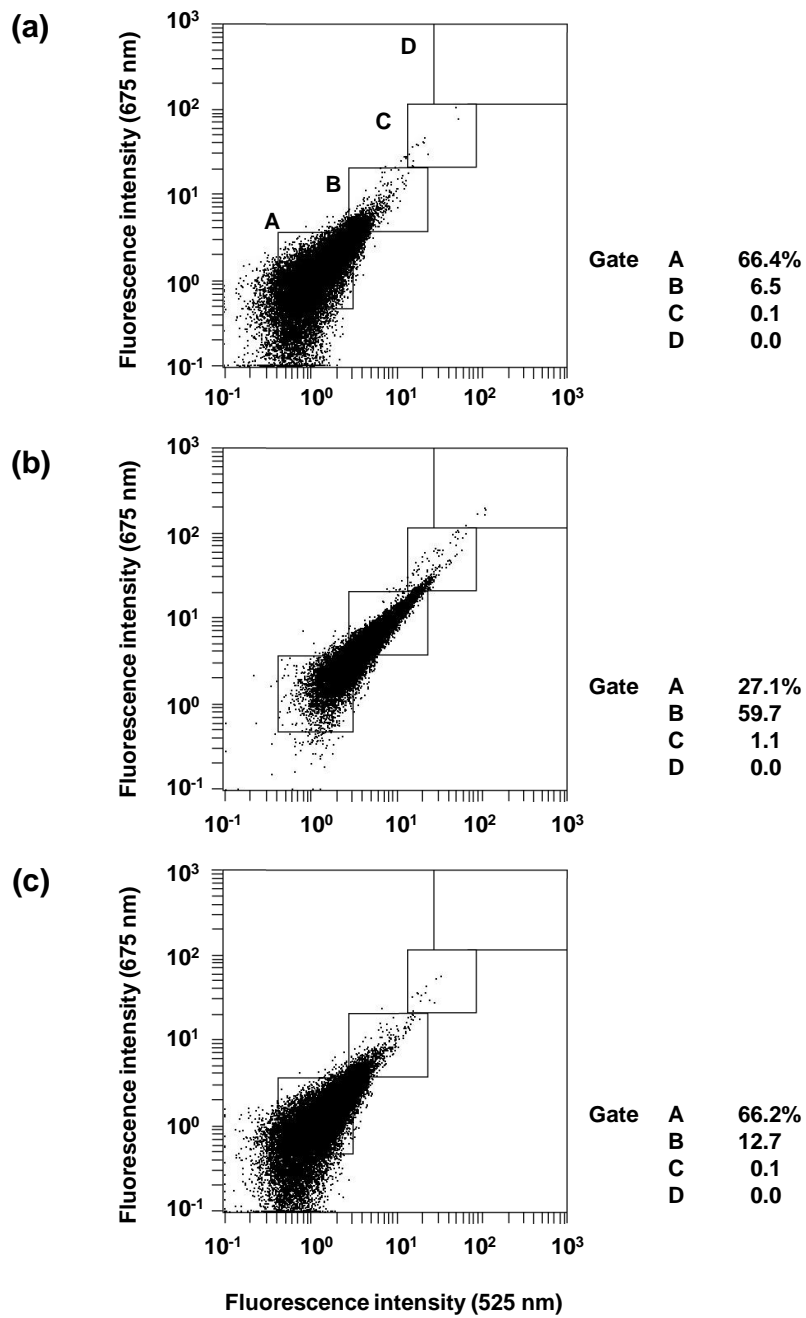 (a)
Fluorescence intensity (675 nm)
10³
10²
10¹
10⁰
10⁻¹
D
C
B
A
10⁻¹ 10⁰ 10¹ 10² 10³
Gate A 66.4%
B 6.5
C 0.1
D 0.0
(b)
Fluorescence intensity (675 nm)
10³
10²
10¹
10⁰
10⁻¹
10⁻¹ 10⁰ 10¹ 10² 10³
Gate A 27.1%
B 59.7
C 1.1
D 0.0
(c)
Fluorescence intensity (675 nm)
10³
10²
10¹
10⁰
10⁻¹
10⁻¹ 10⁰ 10¹ 10² 10³
Gate A 66.2%
B 12.7
C 0.1
D 0.0
Fluorescence intensity (525 nm)